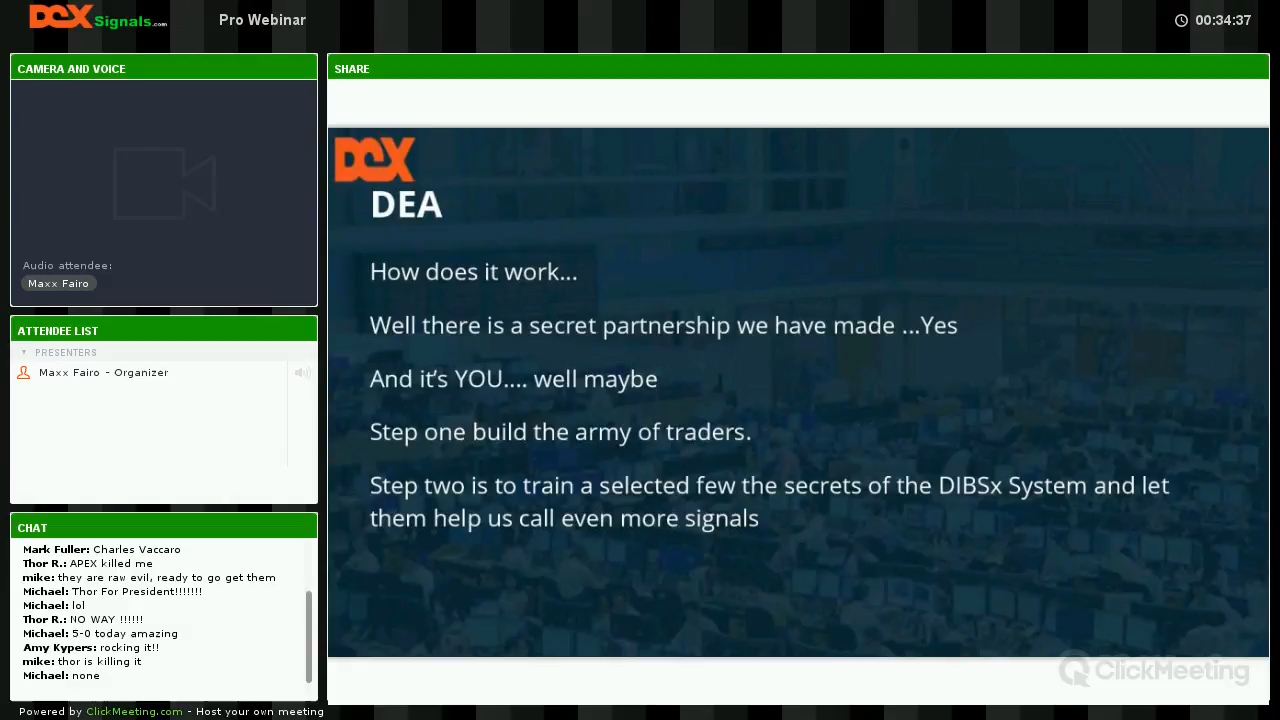 DEX Signals.com
Pro Webinar
00:34:37
CAMERA AND VOICE
Audio attendee:
Maxx Fairo
ATTENDEE LIST
PRESENTERS
Maxx Fairo - Organizer
CHAT
Mark Fuller: Charles Vaccaro
Thor R.: APEX killed me
mike: they are raw evil, ready to go get them
Michael: Thor For President!!!!!!!
Michael: lol
Thor R.: NO WAY !!!!!!
Michael: 5-0 today amazing
Amy Kypers: rocking it!!
mike: thor is killing it
Michael: none
Powered by ClickMeeting.com - Host your own meeting
SHARE
DEX
DEA
How does it work...
Well there is a secret partnership we have made ...Yes
And it's YOU.... well maybe
Step one build the army of traders.
Step two is to train a selected few the secrets of the DIBSx System and let
them help us call even more signals
ClickMeeting